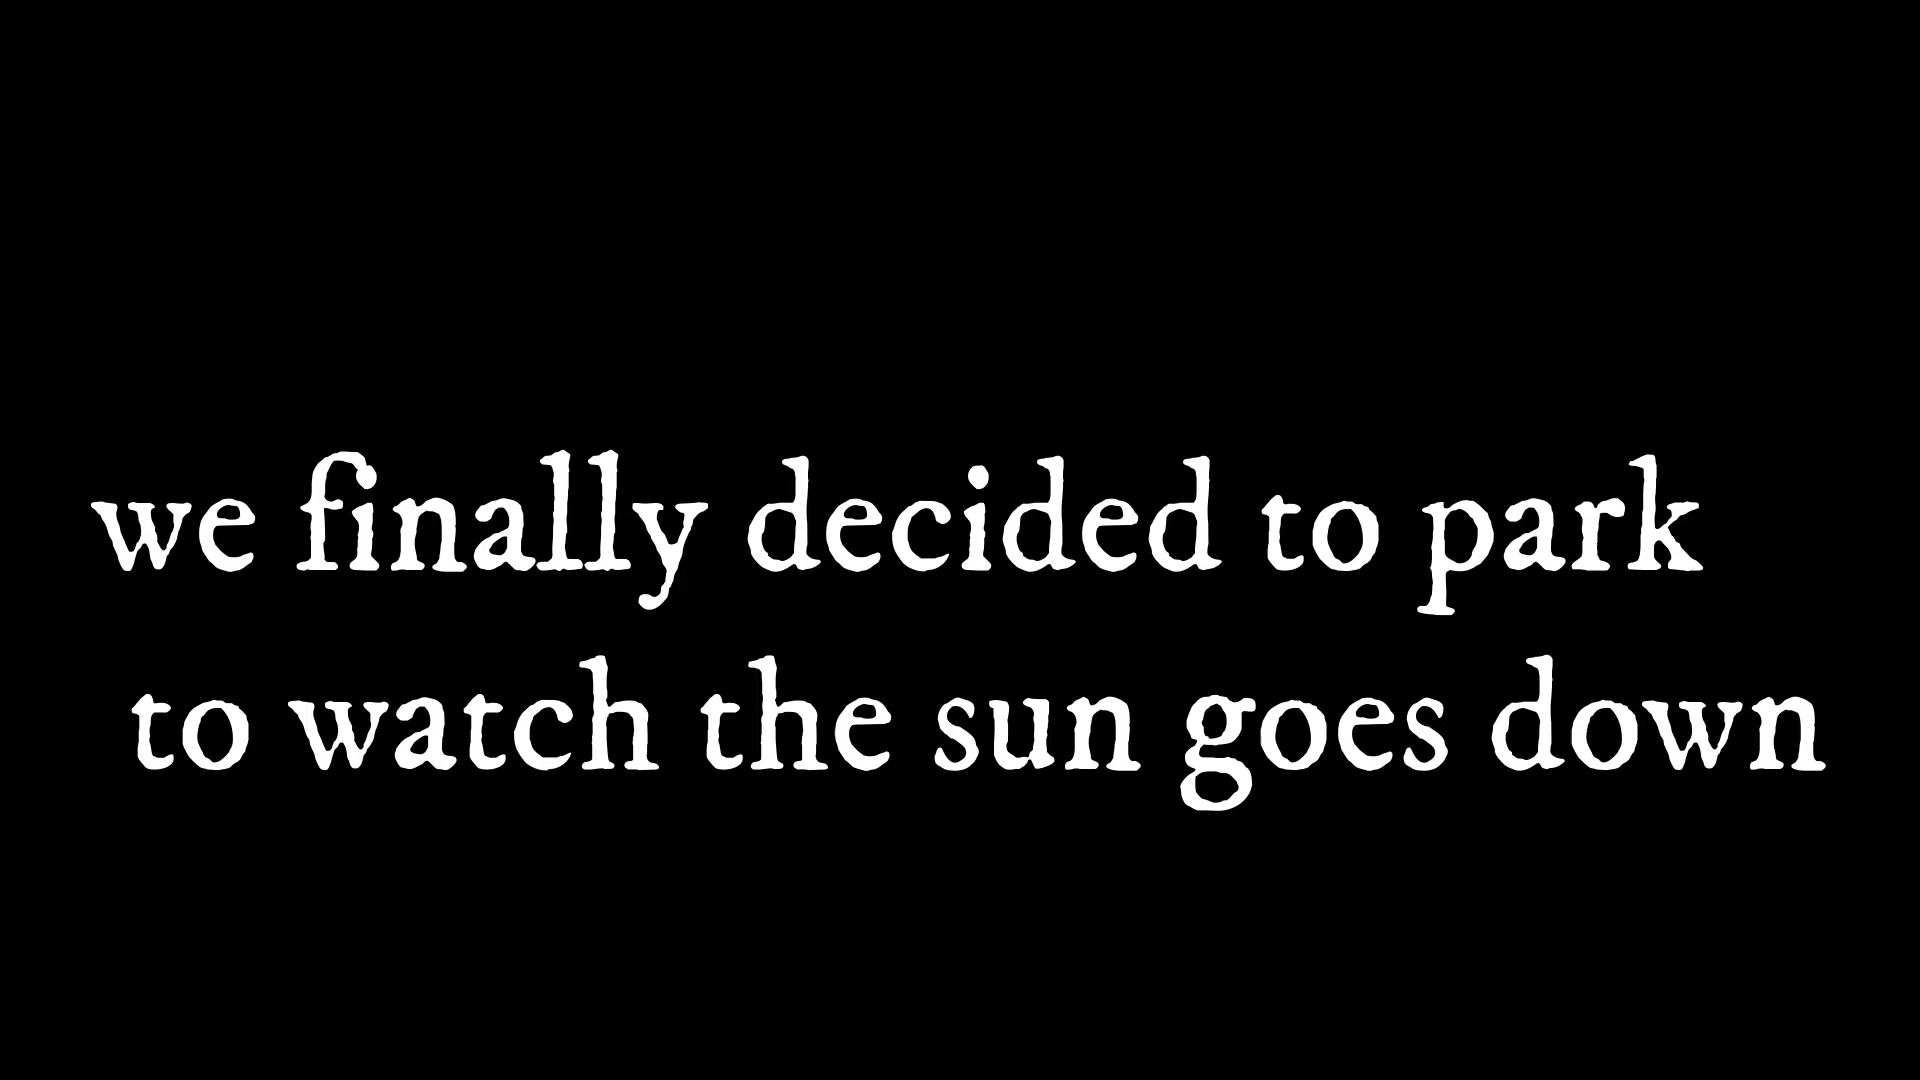 we finally decided to park
to watch the sun goes down